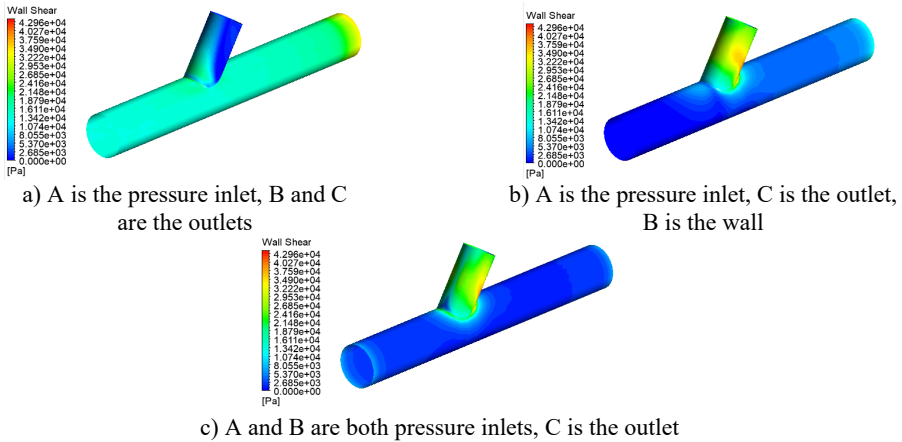 Wall Shear
4.296e+04
4.027e+04
3.759e+04
3.490e+04
3.222e+04
2.953e+04
2.685e+04
2.416e+04
2.148e+04
1.879e+04
1.611e+04
1.342e+04
1.074e+04
8.055e+03
5.370e+03
2.685e+03
0.000e+00
[Pa]
a) A is the pressure inlet, B and C
are the outlets
Wall Shear
4.296e+04
4.027e+04
3.759e+04
3.490e+04
3.222e+04
2.953e+04
2.685e+04
2.416e+04
2.148e+04
1.879e+04
1.611e+04
1.342e+04
1.074e+04
8.055e+03
5.370e+03
2.685e+03
0.000e+00
[Pa]
b) A is the pressure inlet, C is the outlet,
B is the wall
Wall Shear
4.296e+04
4.027e+04
3.759e+04
3.490e+04
3.222e+04
2.953e+04
2.685e+04
2.416e+04
2.148e+04
1.879e+04
1.611e+04
1.342e+04
1.074e+04
8.055e+03
5.370e+03
2.685e+03
0.000e+00
[Pa]
c) A and B are both pressure inlets, C is the outlet